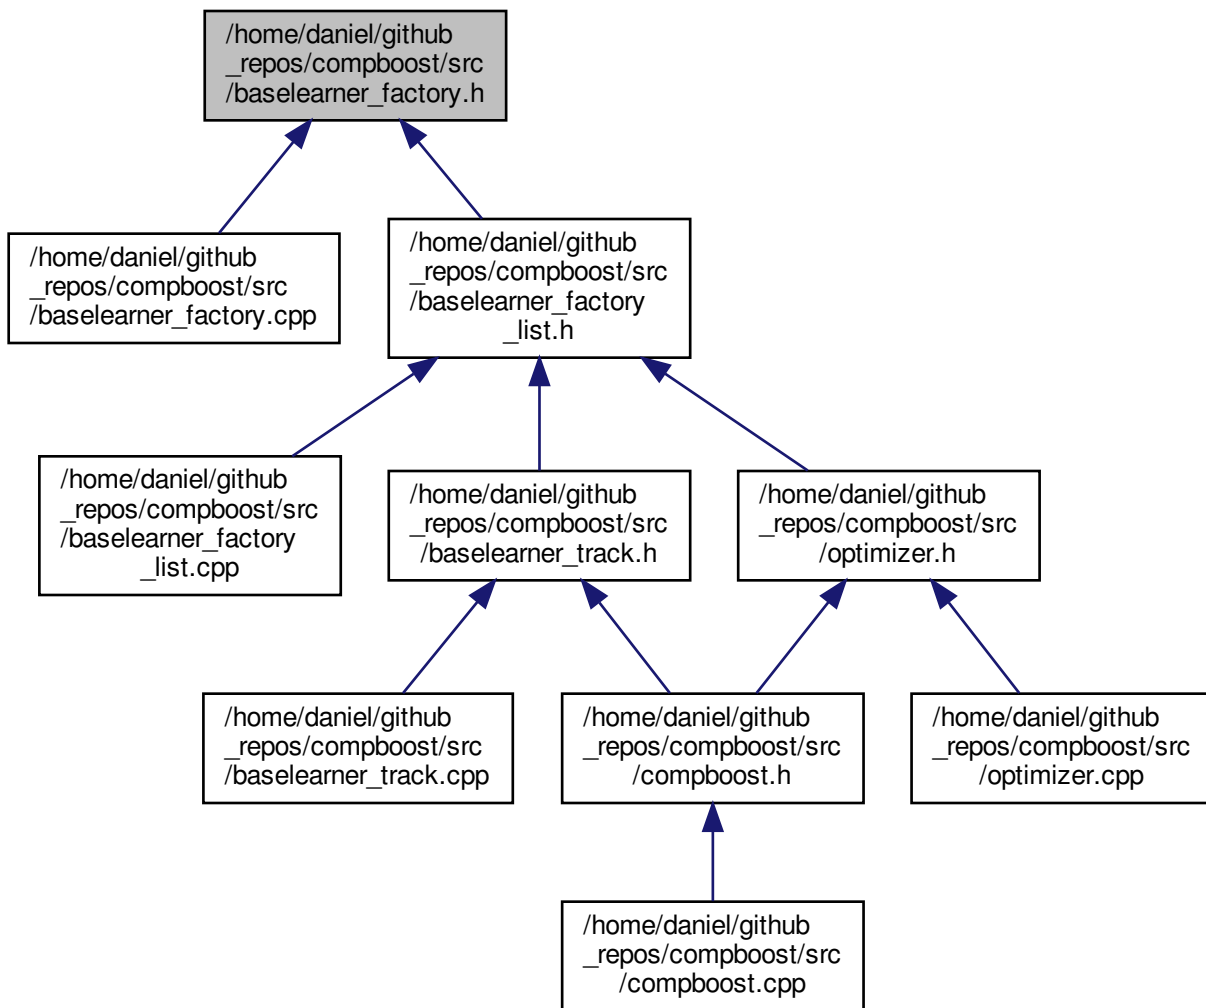 /home/daniel/github
_repos/compboost/src
/baselearner_factory.h
/home/daniel/github
_repos/compboost/src
/baselearner_factory.cpp
/home/daniel/github
_repos/compboost/src
/baselearner_factory
_list.h
/home/daniel/github
_repos/compboost/src
/baselearner_factory
_list.cpp
/home/daniel/github
_repos/compboost/src
/baselearner_track.h
/home/daniel/github
_repos/compboost/src
/optimizer.h
/home/daniel/github
_repos/compboost/src
/baselearner_track.cpp
/home/daniel/github
_repos/compboost/src
/compboost.h
/home/daniel/github
_repos/compboost/src
/optimizer.cpp
/home/daniel/github
_repos/compboost/src
/compboost.cpp